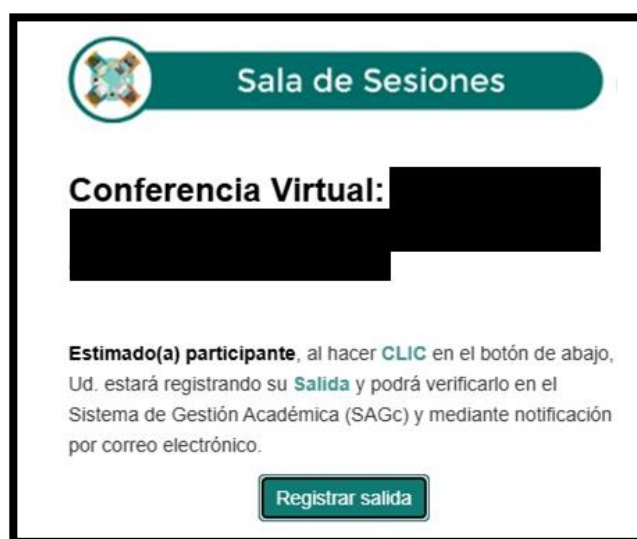 Sala de Sesiones
Conferencia Virtual:
Estimado(a) participante, al hacer CLIC en el botón de abajo,
Ud. estará registrando su Salida y podrá verificarlo en el
Sistema de Gestión Académica (SAGc) y mediante notificación
por correo electrónico.
Registrar salida